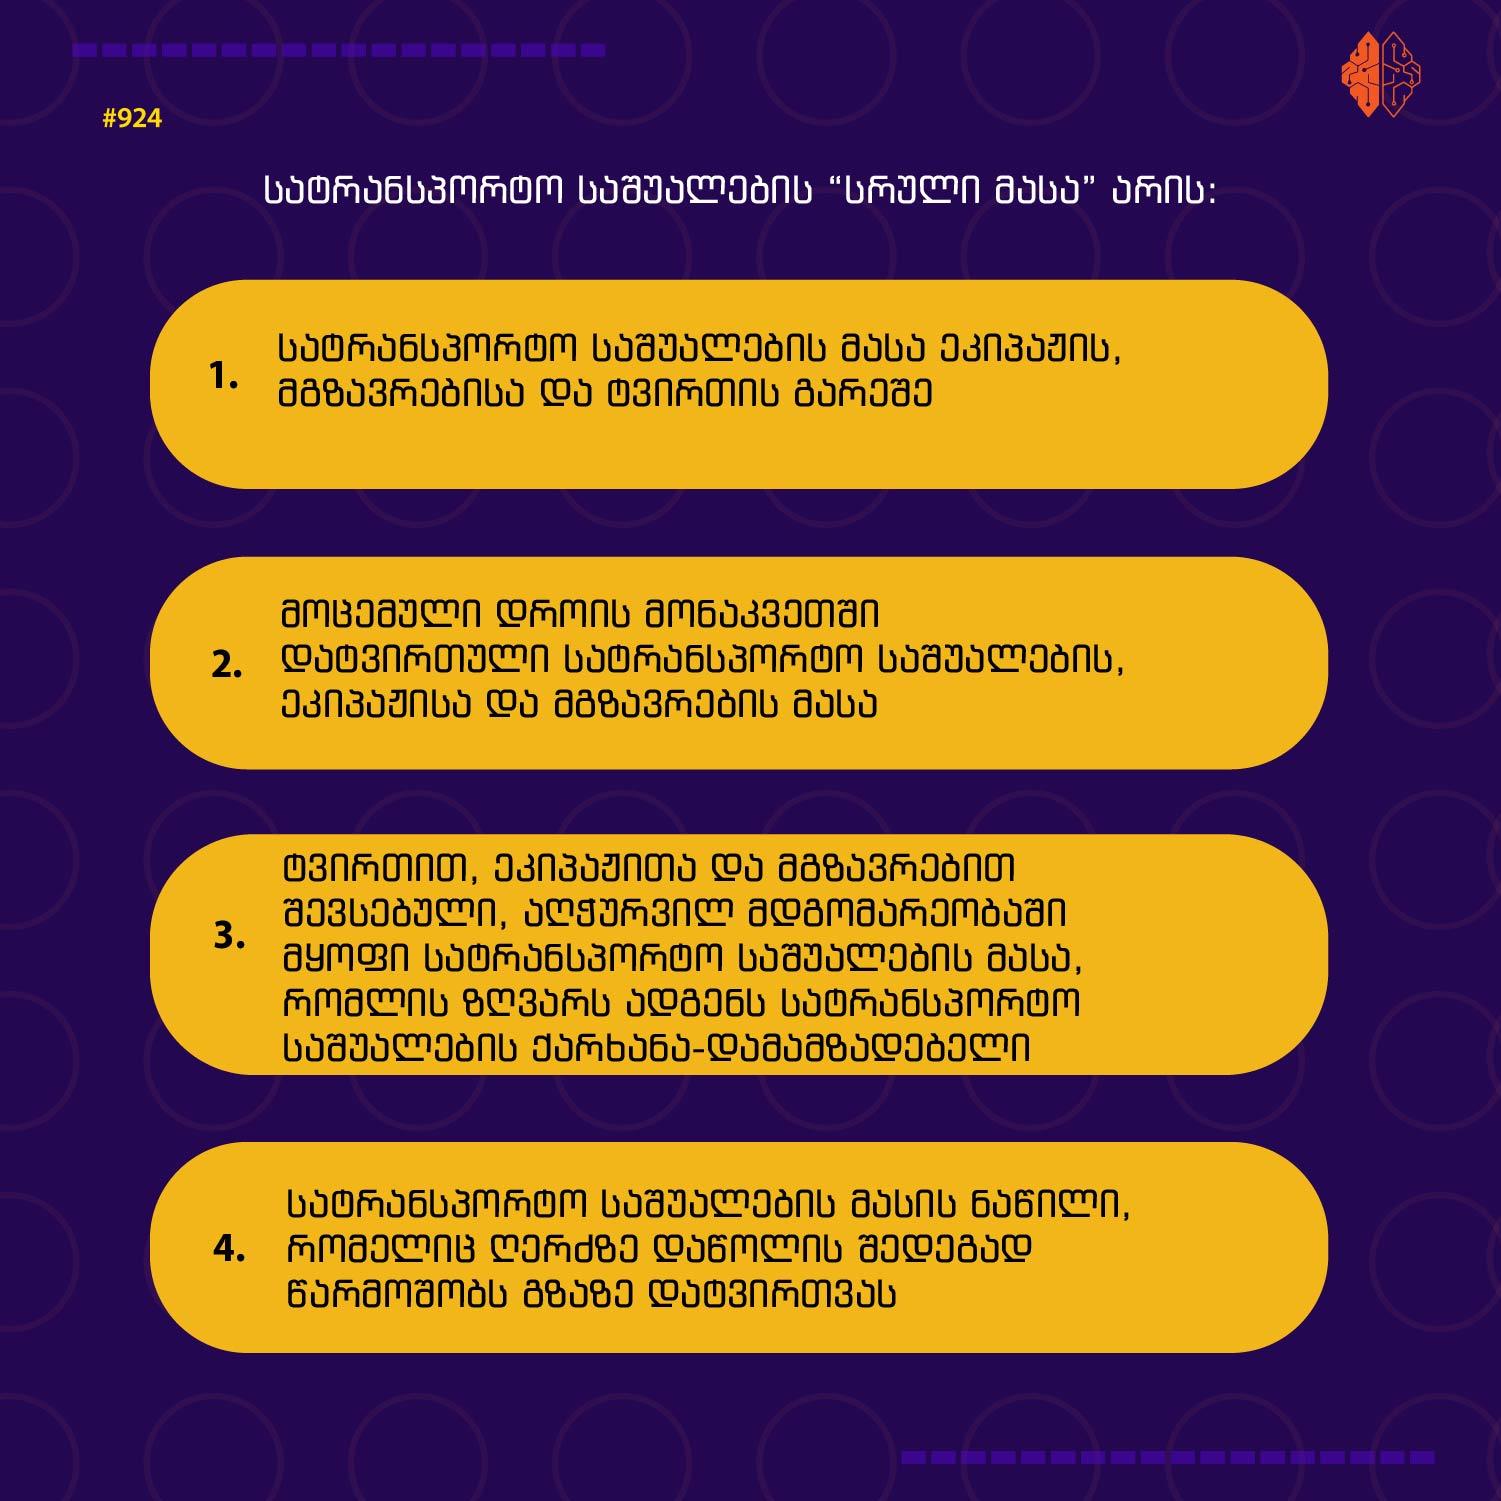 #924
სატრანსპორტო საშუალების “სრული მასა” არის:
1.
სატრანსპორტო საშუალების მასა ეკიპაჟის,
მგზავრებისა და ტვირთის გარეშე
2.
მოცემული დროის მონაკვეთში
დატვირთული სატრანსპორტო საშუალების,
ეკიპაჟისა და მგზავრების მასა
3.
ტვირთით, ეკიპაჟითა და მგზავრებით
შევსებული, აღჭურვილ მდგომარეობაში
მყოფი სატრანსპორტო საშუალების მასა,
რომლის ზღვარს ადგენს სატრანსპორტო
საშუალების ქარხანა-დამამზადებელი
4.
სატრანსპორტო საშუალების მასის ნაწილი,
რომელიც ღერძზე დაწოლის შედეგად
წარმოშობს გზაზე დატვირთვას